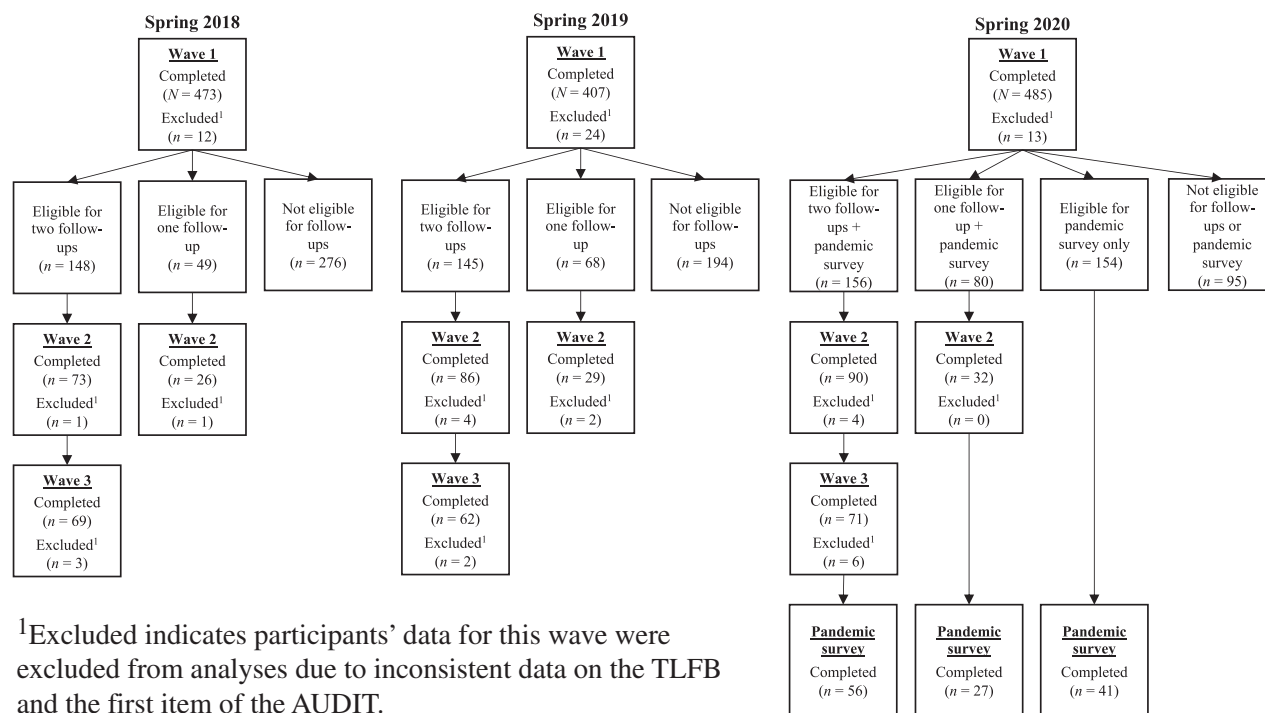 Spring 2018
Wave 1
Completed
(N = 473)
Excluded1
(n = 12)
Eligible for
two follow-
ups
(n = 148)
Eligible for
one follow-
up
(n = 49)
Not eligible
for follow-
ups
(n = 276)
Wave 2
Completed
(n = 73)
Excluded1
(n = 1)
Wave 2
Completed
(n = 26)
Excluded1
(n = 1)
Wave 3
Completed
(n = 69)
Excluded1
(n = 3)
Spring 2019
Wave 1
Completed
(N = 407)
Excluded1
(n = 24)
Eligible for
two follow-
ups
(n = 145)
Eligible for
one follow-
up
(n = 68)
Not eligible
for follow-
ups
(n = 194)
Wave 2
Completed
(n = 86)
Excluded1
(n = 4)
Wave 2
Completed
(n = 29)
Excluded1
(n = 2)
Wave 3
Completed
(n = 62)
Excluded1
(n = 2)
Spring 2020
Wave 1
Completed
(N = 485)
Excluded1
(n = 13)
Eligible for
two follow-
ups +
pandemic
survey
(n = 156)
Eligible for
one follow-
up +
pandemic
survey
(n = 80)
Eligible for
pandemic
survey only
(n = 154)
Not eligible
for follow-
ups or
pandemic
survey
(n = 95)
Wave 2
Completed
(n = 90)
Excluded1
(n = 4)
Wave 2
Completed
(n = 32)
Excluded1
(n = 0)
Wave 3
Completed
(n = 71)
Excluded1
(n = 6)
Pandemic
survey
Completed
(n = 56)
Pandemic
survey
Completed
(n = 27)
Pandemic
survey
Completed
(n = 41)
1Excluded indicates participants’ data for this wave were
excluded from analyses due to inconsistent data on the TLFB
and the first item of the AUDIT.